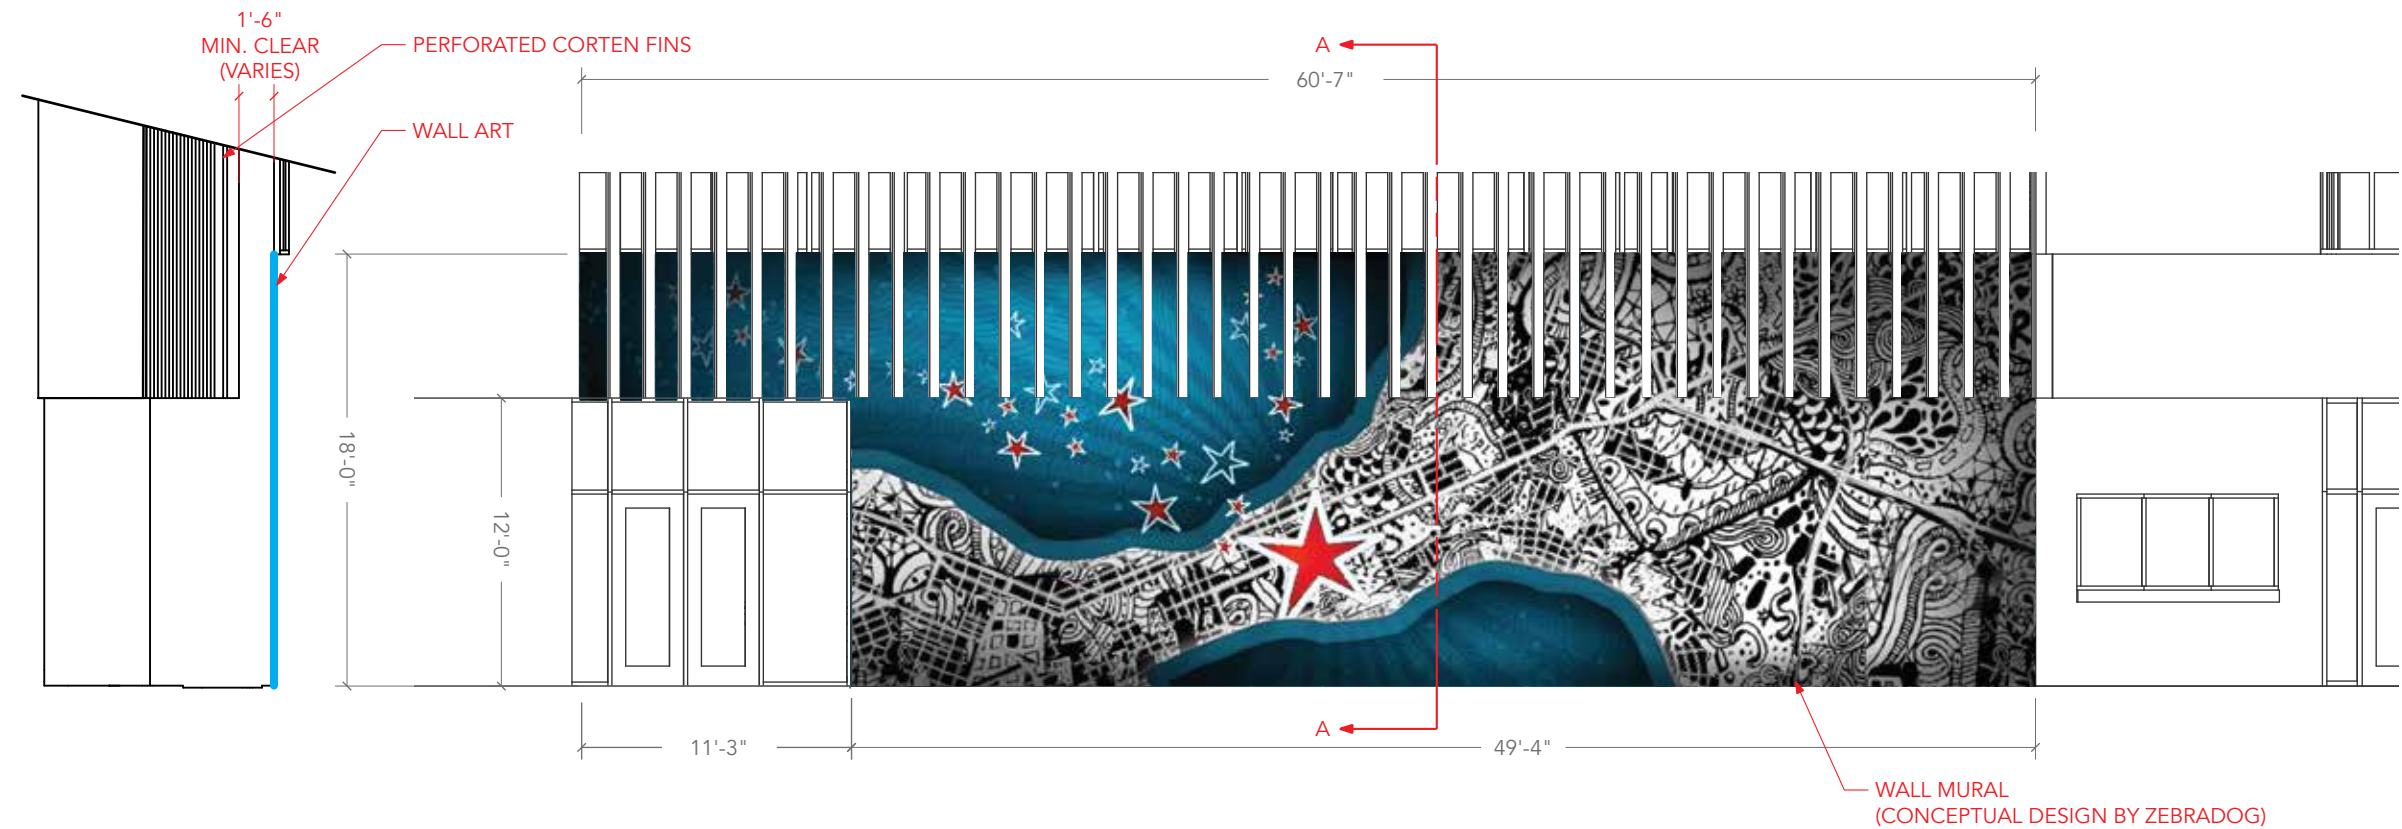 1'-6"
MIN. CLEAR
(VARIES)
PERFORATED CORTEN FINS
WALL ART
A
60'-7"
18'-0"
12'-0"
A
11'-3"
49'-4"
WALL MURAL
(CONCEPTUAL DESIGN BY ZEBRADOG)